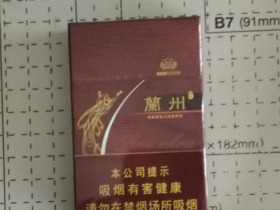 B7 (91mm
蘭州
×182mm)
本公司提示
吸烟有害健康
请勿在禁烟场所吸烟